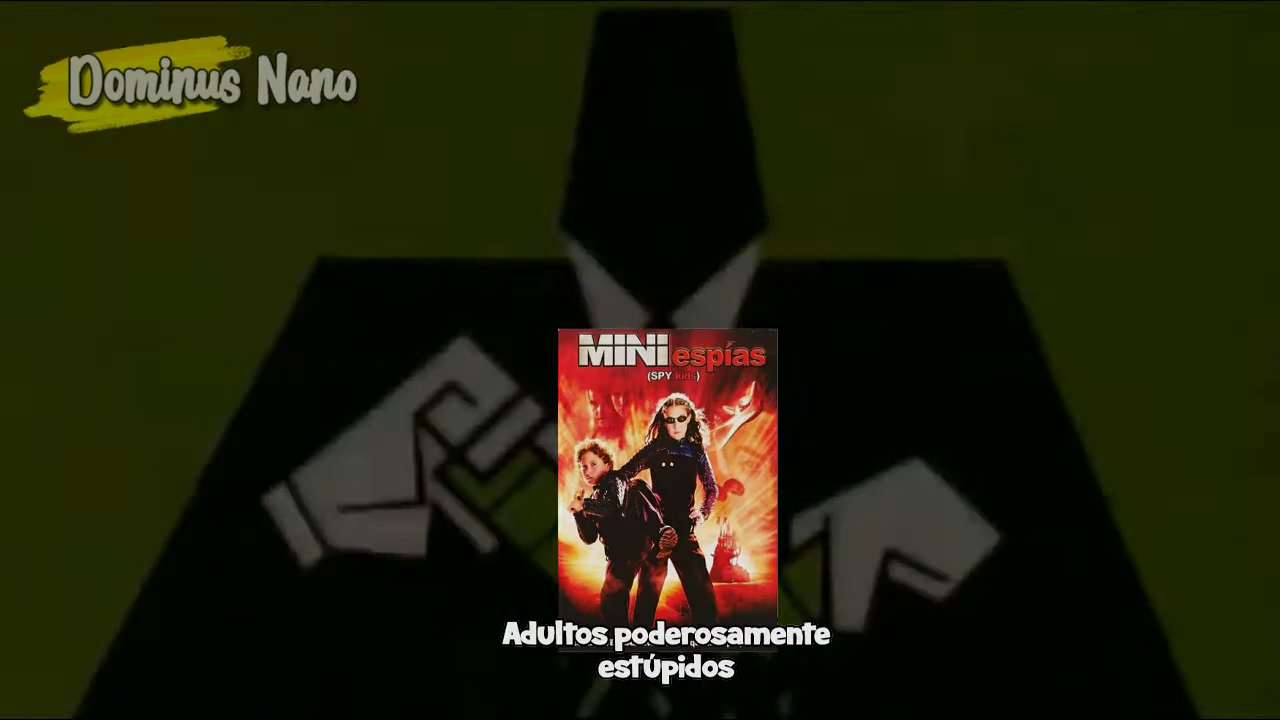 Dominus Nano
MINI espías
(SPY kids)
Adultos poderosamente
estúpidos